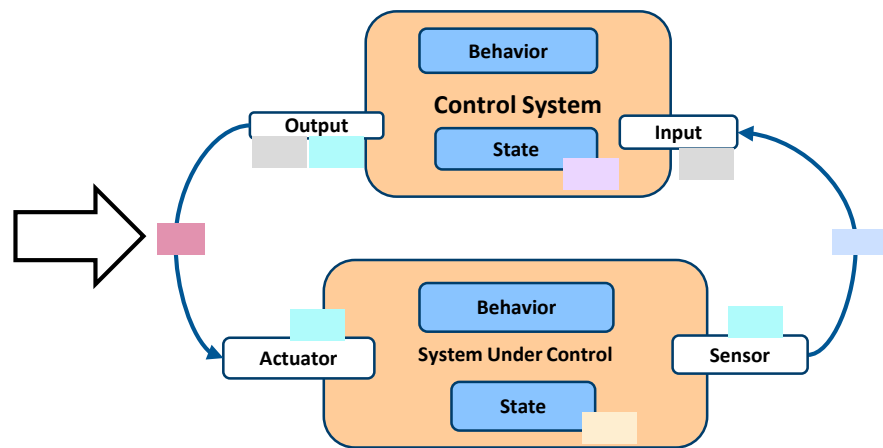 Behavior
Control System
Output
Input
State
Behavior
Actuator
System Under Control
Sensor
State